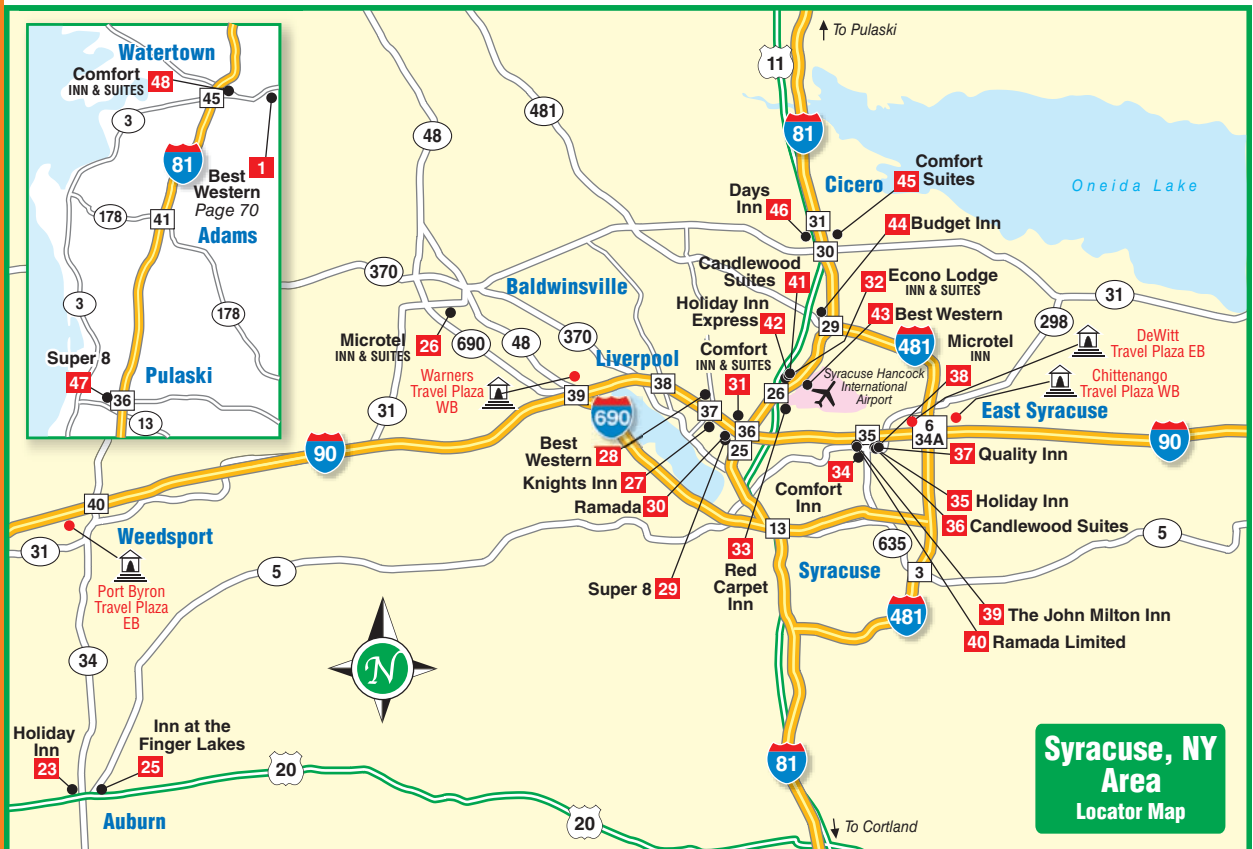 Watertown
Comfort
INN & SUITES
48
45
3
81
Best
Western
Page 70
1
178
41
Adams
3
178
Super 8
47
Pulaski
36
13
To Pulaski
11
481
48
81
Oneida Lake
Cicero
Comfort
Suites
45
Days
Inn
46
31
30
44
Budget Inn
Candlewood
Suites
41
32
Econo Lodge
INN & SUITES
Holiday Inn
Express
42
43
Best Western
29
481
31
298
370
Baldwinsville
Microtel
INN & SUITES
26
690
48
370
Liverpool
Comfort
INN & SUITES
31
Microtel
INN
38
DeWitt
Travel Plaza EB
Chittenango
Travel Plaza WB
Syracuse Hancock
International
Airport
Warners
Travel Plaza
WB
39
38
26
37
36
25
690
31
East Syracuse
35
6
34A
90
90
Best
Western
28
Knights Inn
27
Ramada
30
34
Comfort
Inn
37
Quality Inn
35
Holiday Inn
36
Candlewood Suites
40
Weedsport
31
Port Byron
Travel Plaza
EB
5
13
33
Red
Carpet
Inn
Super 8
29
Syracuse
635
5
3
481
39
The John Milton Inn
40
Ramada Limited
34
N
Holiday
Inn
23
Inn at the
Finger Lakes
25
20
Auburn
20
81
To Cortland
Syracuse, NY
Area
Locator Map